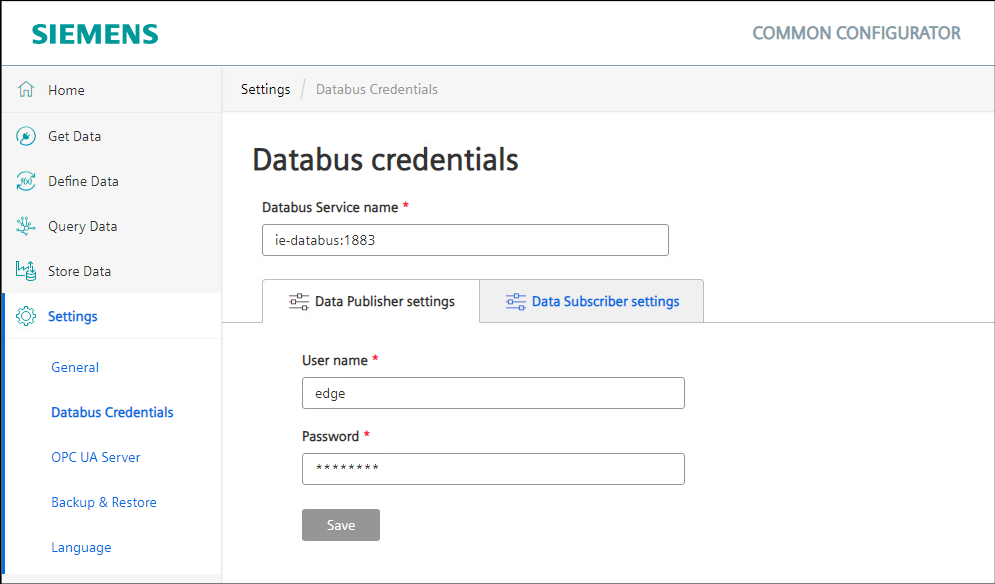 SIEMENS
COMMON CONFIGURATOR
Home
Get Data
Define Data
Query Data
Store Data
Settings
General
Databus Credentials
OPC UA Server
Backup & Restore
Language
Settings / Databus Credentials
Databus credentials
Databus Service name *
ie-databus:1883
Data Publisher settings
Data Subscriber settings
User name *
edge
Password *
********
Save